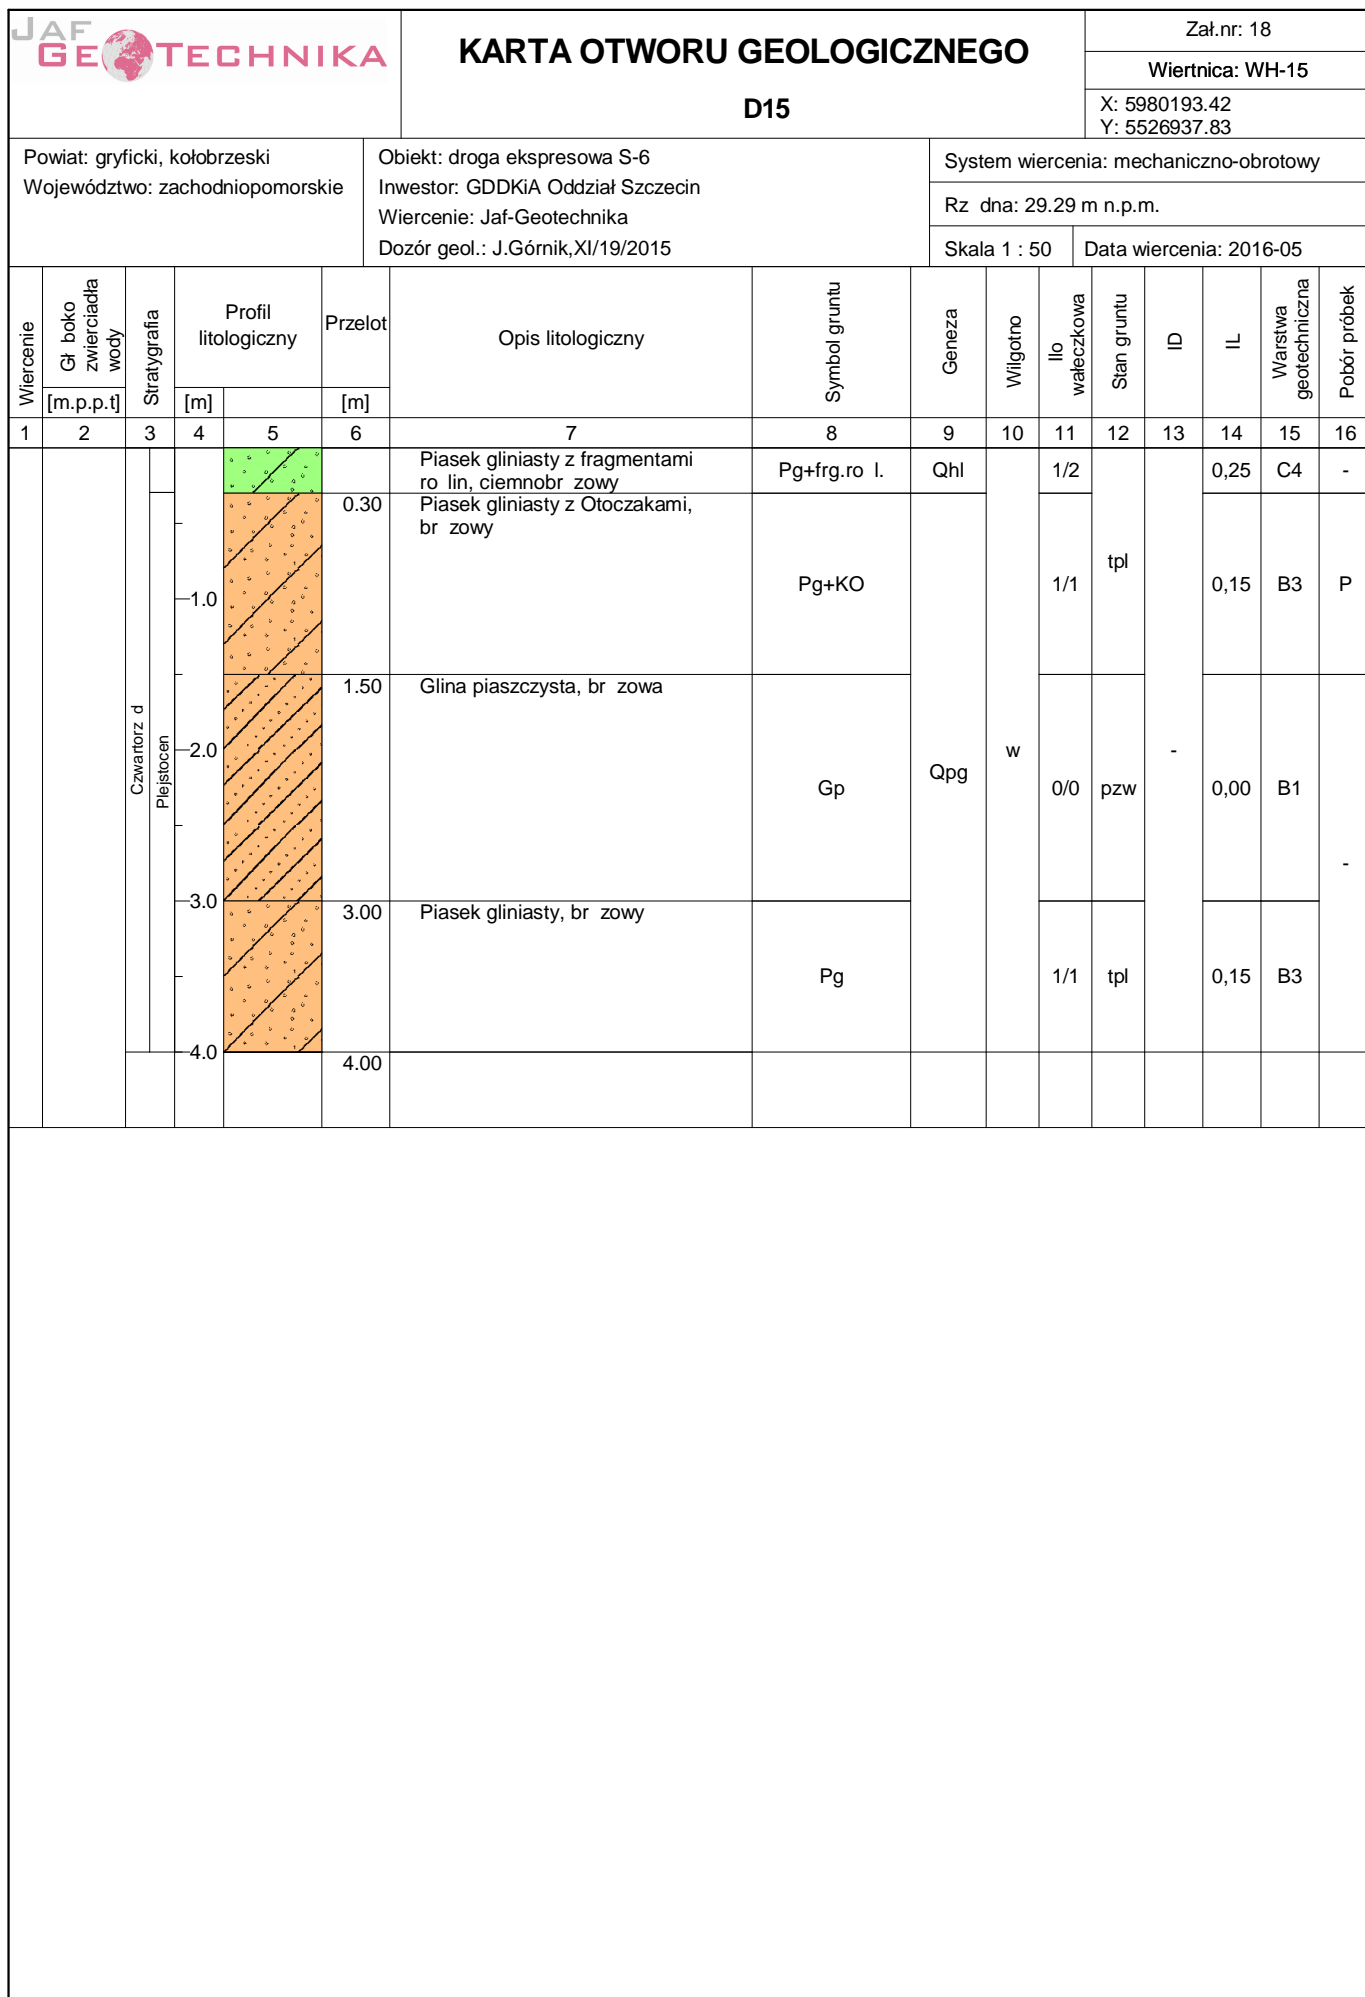 JAF
GEOTECHNIKA
KARTA OTWORU GEOLOGICZNEGO
D15
Zał.nr: 18
Wiertnica: WH-15
X: 5980193.42
Y: 5526937.83
Powiat: gryficki, kołobrzeski
Województwo: zachodniopomorskie
Obiekt: droga ekspresowa S-6
Inwestor: GDDKiA Oddział Szczecin
Wiercenie: Jaf-Geotechnika
Dozór geol.: J.Górnik,XI/19/2015
System wiercenia: mechaniczno-obrotowy
Rz dna: 29.29 m n.p.m.
Skala 1 : 50
Data wiercenia: 2016-05
Wiercenie
Gł boko
zwierciadła
wody
[m.p.p.t]
Stratygrafia
Profil
litologiczny
[m]
Przelot
[m]
Opis litologiczny
Symbol gruntu
Geneza
Wilgotno
Ilo
wałeczkowa
Stan gruntu
ID
IL
Warstwa
geotechniczna
Pobór próbek
1 2 3 4 5 6 7 8 9 10 11 12 13 14 15 16
Piasek gliniasty z fragmentami
ro lin, ciemnobr zowy
Pg+frg.ro l.
Qhl
1/2
0,25
C4
-
0.30
Piasek gliniasty z Otoczakami,
br zowy
tpl
1.0
Pg+KO
1/1
0,15
B3
P
1.50
Glina piaszczysta, br zowa
Czwartorz d
Plejstocen
2.0
Gp
Qpg
w
0/0
pzw
-
0,00
B1
-
3.0
3.00
Piasek gliniasty, br zowy
Pg
1/1
tpl
0,15
B3
4.0
4.00